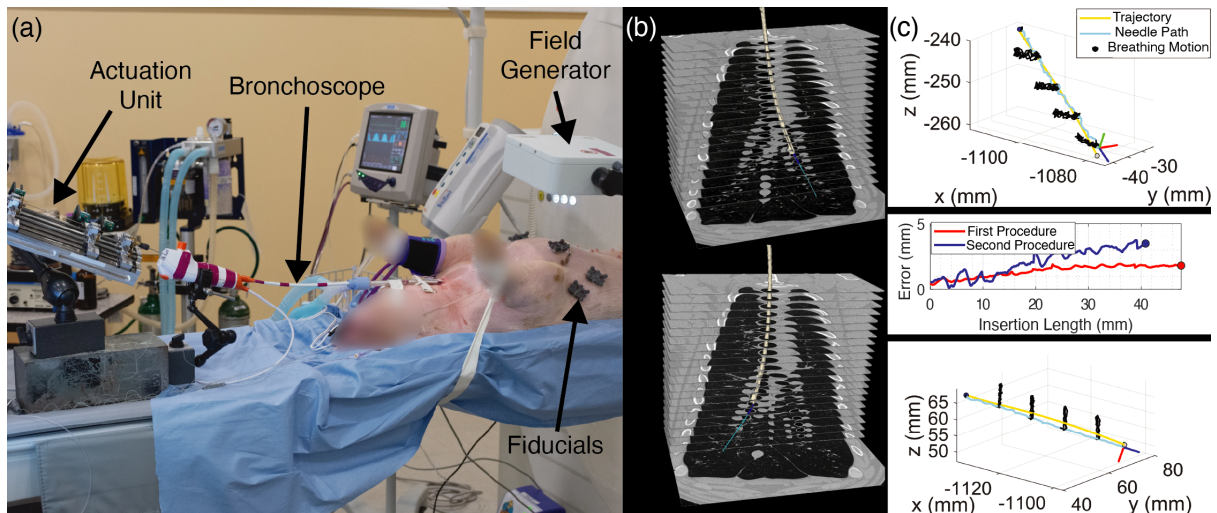 (a)
Actuation
Unit
Bronchoscope
Field
Generator
Fiducials
(b)
(c)
Trajectory
Needle Path
Breathing Motion
-240
-250
-260
z (mm)
-1100
-1080
x (mm)
-30
-40
y (mm)
First Procedure
Second Procedure
5
0
Error (mm)
0 10 20 30 40
Insertion Length (mm)
65
60
55
50
z (mm)
-1120
-1100
x (mm)
40
60
80
y (mm)